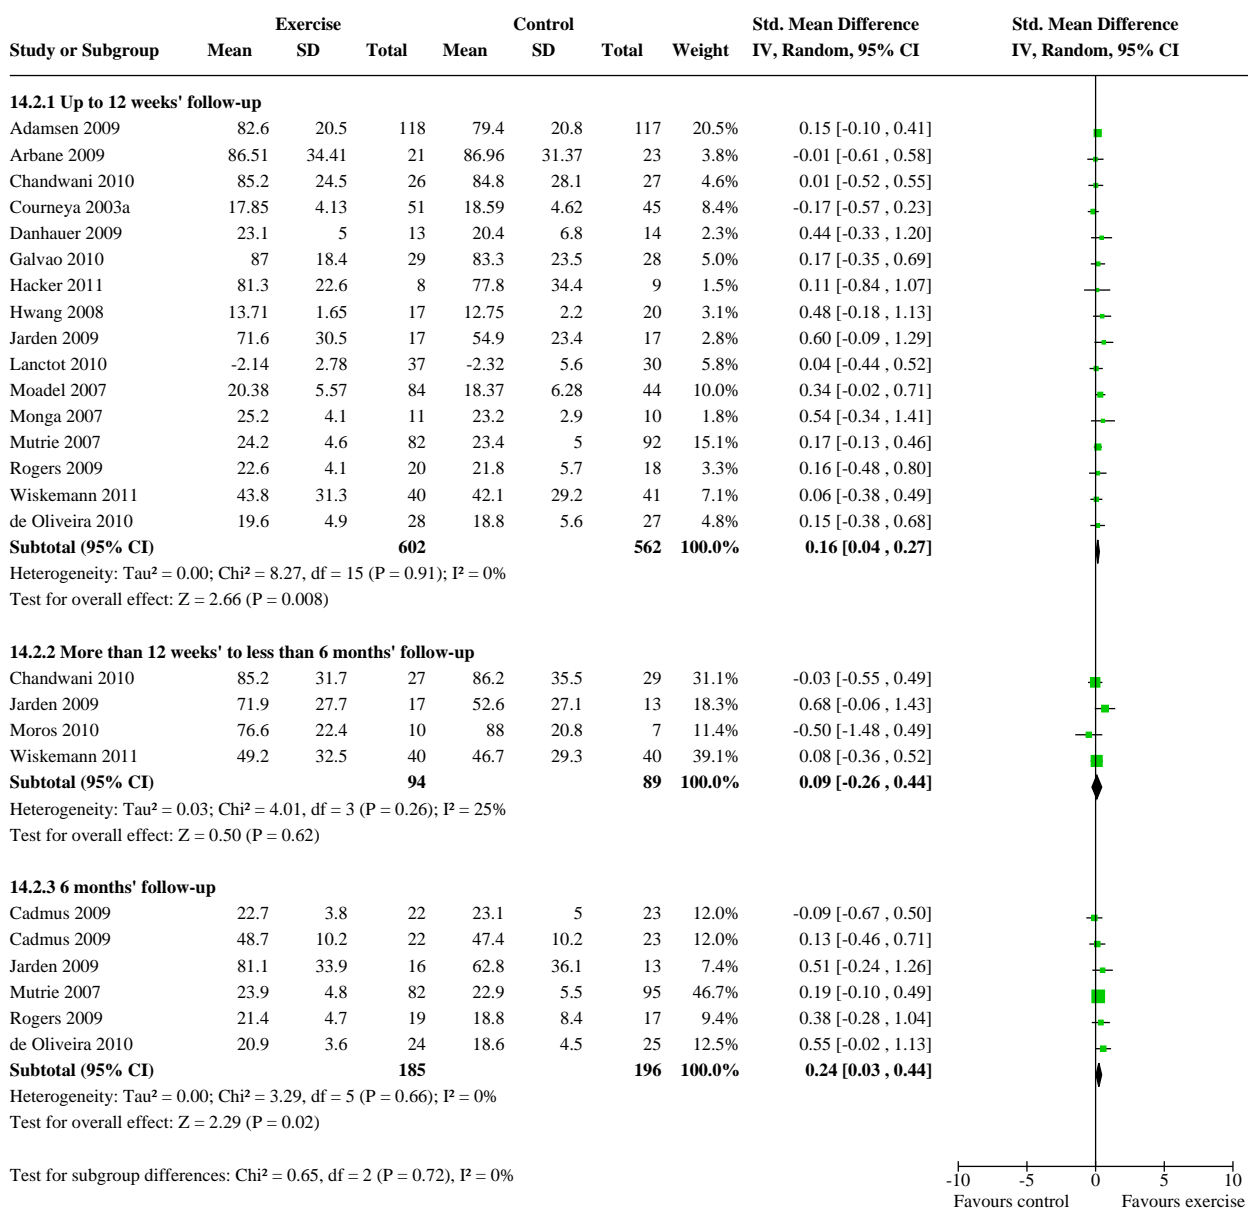 Exercise Control Std. Mean Difference Std. Mean Difference
Study or Subgroup Mean SD Total Mean SD Total Weight IV, Random, 95% CI IV, Random, 95% CI
14.2.1 Up to 12 weeks' follow-up
Adamsen 2009 82.6 20.5 118 79.4 20.8 117 20.5% 0.15 [-0.10 , 0.41]
Arbane 2009 86.51 34.41 21 86.96 31.37 23 3.8% -0.01 [-0.61 , 0.58]
Chandwani 2010 85.2 24.5 26 84.8 28.1 27 4.6% 0.01 [-0.52 , 0.55]
Courneya 2003a 17.85 4.13 51 18.59 4.62 45 8.4% -0.17 [-0.57 , 0.23]
Danhauer 2009 23.1 5 13 20.4 6.8 14 2.3% 0.44 [-0.33 , 1.20]
Galvao 2010 87 18.4 29 83.3 23.5 28 5.0% 0.17 [-0.35 , 0.69]
Hacker 2011 81.3 22.6 8 77.8 34.4 9 1.5% 0.11 [-0.84 , 1.07]
Hwang 2008 13.71 1.65 17 12.75 2.2 20 3.1% 0.48 [-0.18 , 1.13]
Jarden 2009 71.6 30.5 17 54.9 23.4 17 2.8% 0.60 [-0.09 , 1.29]
Lanctot 2010 -2.14 2.78 37 -2.32 5.6 30 5.8% 0.04 [-0.44 , 0.52]
Moadel 2007 20.38 5.57 84 18.37 6.28 44 10.0% 0.34 [-0.02 , 0.71]
Monga 2007 25.2 4.1 11 23.2 2.9 10 1.8% 0.54 [-0.34 , 1.41]
Mutrie 2007 24.2 4.6 82 23.4 5 92 15.1% 0.17 [-0.13 , 0.46]
Rogers 2009 22.6 4.1 20 21.8 5.7 18 3.3% 0.16 [-0.48 , 0.80]
Wiskemann 2011 43.8 31.3 40 42.1 29.2 41 7.1% 0.06 [-0.38 , 0.49]
de Oliveira 2010 19.6 4.9 28 18.8 5.6 27 4.8% 0.15 [-0.38 , 0.68]
Subtotal (95% CI) 602 562 100.0% 0.16 [0.04 , 0.27]
Heterogeneity: Tau² = 0.00; Chi² = 8.27, df = 15 (P = 0.91); I² = 0%
Test for overall effect: Z = 2.66 (P = 0.008)
14.2.2 More than 12 weeks' to less than 6 months' follow-up
Chandwani 2010 85.2 31.7 27 86.2 35.5 29 31.1% -0.03 [-0.55 , 0.49]
Jarden 2009 71.9 27.7 17 52.6 27.1 13 18.3% 0.68 [-0.06 , 1.43]
Moros 2010 76.6 22.4 10 88 20.8 7 11.4% -0.50 [-1.48 , 0.49]
Wiskemann 2011 49.2 32.5 40 46.7 29.3 40 39.1% 0.08 [-0.36 , 0.52]
Subtotal (95% CI) 94 89 100.0% 0.09 [-0.26 , 0.44]
Heterogeneity: Tau² = 0.03; Chi² = 4.01, df = 3 (P = 0.26); I² = 25%
Test for overall effect: Z = 0.50 (P = 0.62)
14.2.3 6 months' follow-up
Cadmus 2009 22.7 3.8 22 23.1 5 23 12.0% -0.09 [-0.67 , 0.50]
Cadmus 2009 48.7 10.2 22 47.4 10.2 23 12.0% 0.13 [-0.46 , 0.71]
Jarden 2009 81.1 33.9 16 62.8 36.1 13 7.4% 0.51 [-0.24 , 1.26]
Mutrie 2007 23.9 4.8 82 22.9 5.5 95 46.7% 0.19 [-0.10 , 0.49]
Rogers 2009 21.4 4.7 19 18.8 8.4 17 9.4% 0.38 [-0.28 , 1.04]
de Oliveira 2010 20.9 3.6 24 18.6 4.5 25 12.5% 0.55 [-0.02 , 1.13]
Subtotal (95% CI) 185 196 100.0% 0.24 [0.03 , 0.44]
Heterogeneity: Tau² = 0.00; Chi² = 3.29, df = 5 (P = 0.66); I² = 0%
Test for overall effect: Z = 2.29 (P = 0.02)
Test for subgroup differences: Chi² = 0.65, df = 2 (P = 0.72), I² = 0%
-10 -5 0 5 10
Favours control Favours exercise